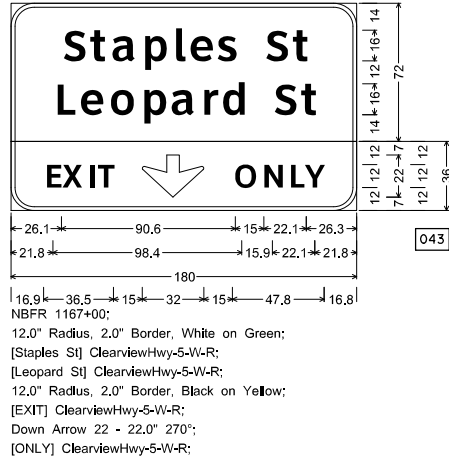 Staples St
Leopard St
EXIT ONLY
14
16
12
16
14
72
12
12
12
7
22
7
12
12
12
36
043
26.1 90.6 15 22.1 26.3
21.8 98.4 15.9 22.1 21.8
180
16.9 36.5 15 32 15 47.8 16.8
NBFR 1167+00;
12.0" Radius, 2.0" Border, White on Green;
[Staples St] ClearviewHwy-5-W-R;
[Leopard St] ClearviewHwy-5-W-R;
12.0" Radius, 2.0" Border, Black on Yellow;
[EXIT] ClearviewHwy-5-W-R;
Down Arrow 22 - 22.0" 270°;
[ONLY] ClearviewHwy-5-W-R;